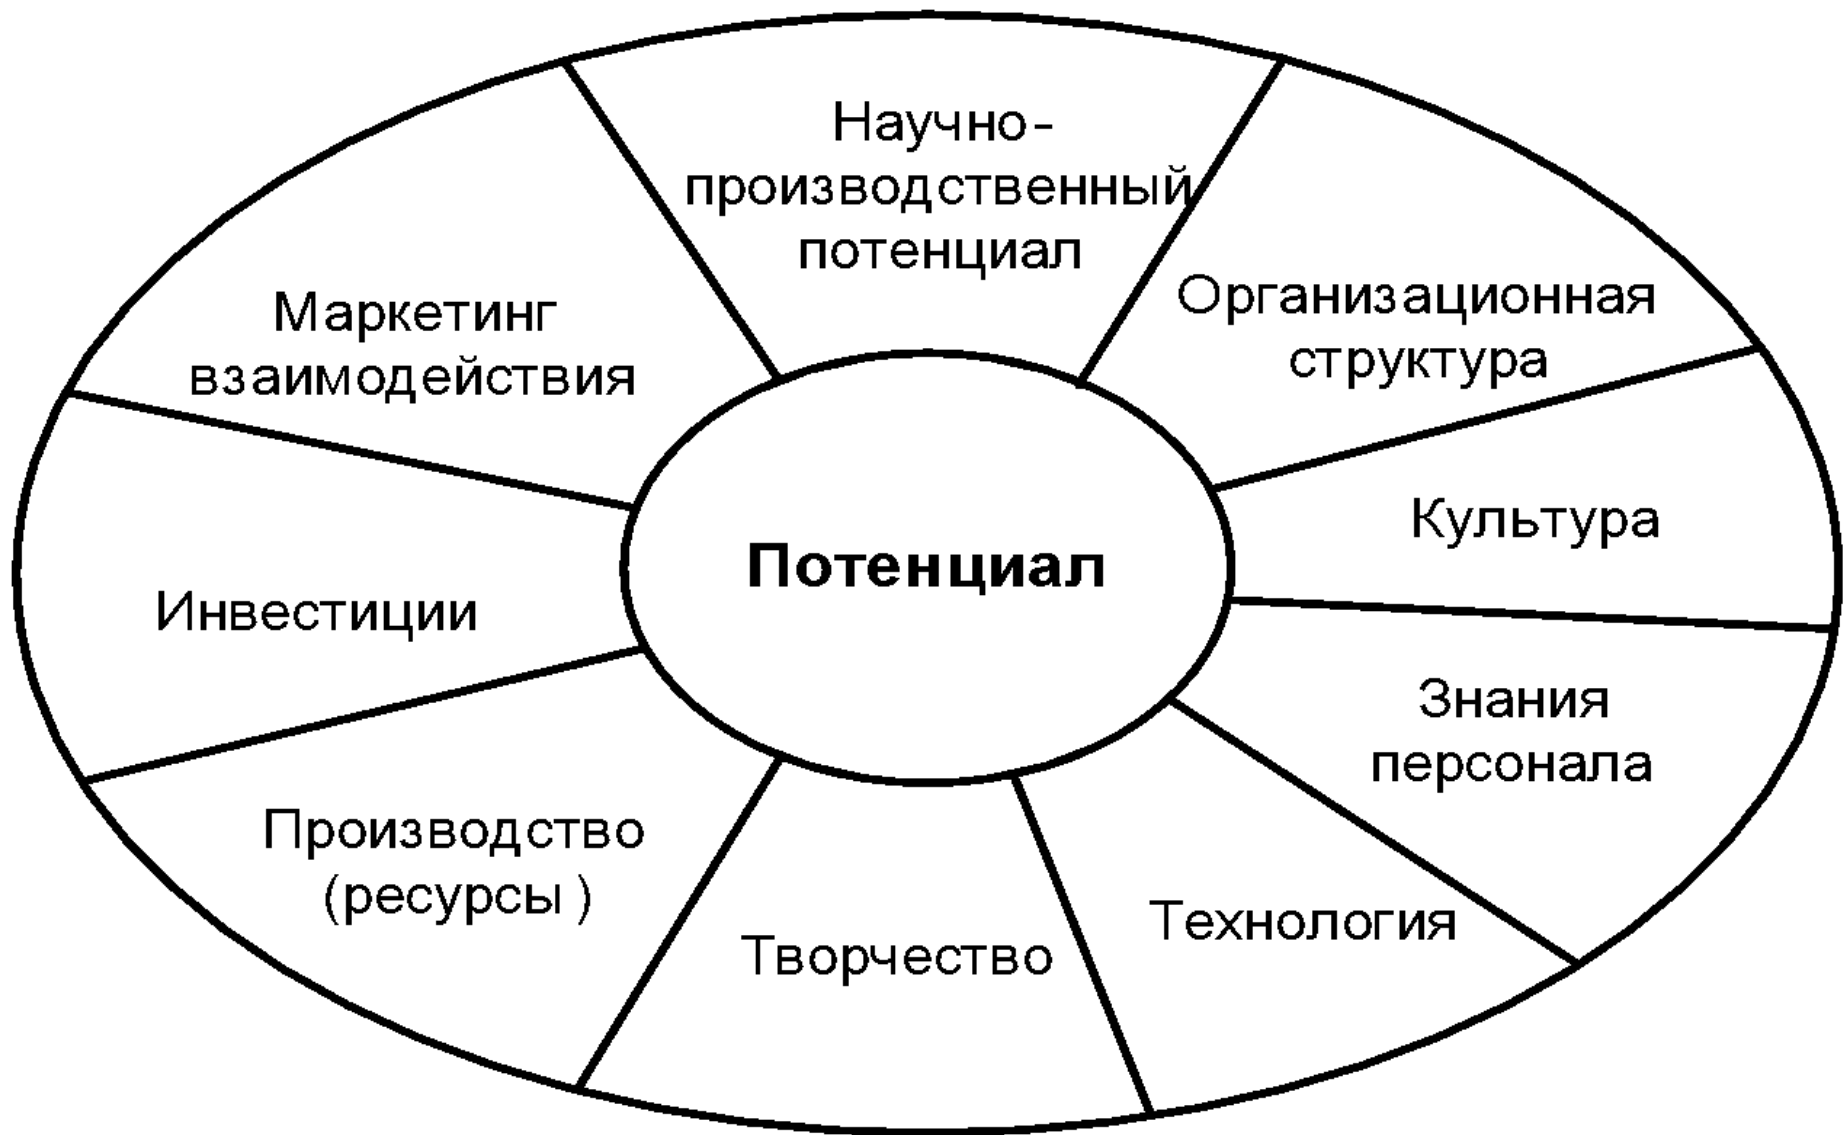 Научно-
производственный
потенциал
Организационная
структура
Культура
Знания
персонала
Технология
Творчество
Производство
(ресурсы)
Инвестиции
Маркетинг
взаимодействия
Потенциал